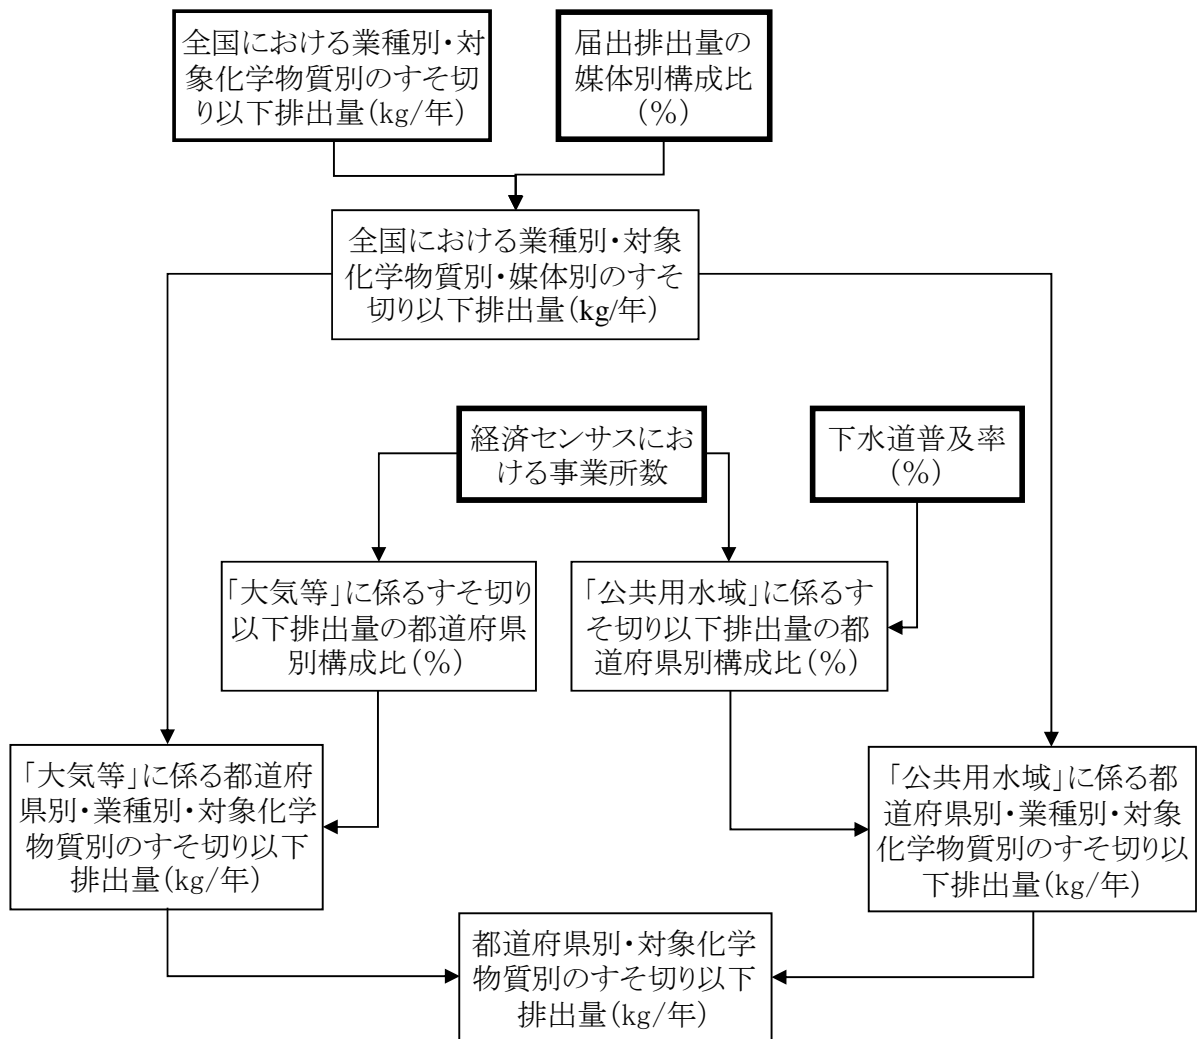 全国における業種別・対
象化学物質別のすそ切
り以下排出量(kg/年)
届出排出量の
媒体別構成比
(%)
全国における業種別・対象
化学物質別・媒体別のすそ
切り以下排出量(kg/年)
経済センサスにお
ける事業所数
下水道普及率
(%)
「大気等」に係るすそ切り
以下排出量の都道府県
別構成比(%)
「公共用水域」に係るす
そ切り以下排出量の都
道府県別構成比(%)
「大気等」に係る都道府
県別・業種別・対象化学
物質別のすそ切り以下
排出量(kg/年)
「公共用水域」に係る都
道府県別・業種別・対象
化学物質別のすそ切り以
下排出量(kg/年)
都道府県別・対象化学
物質別のすそ切り以下
排出量(kg/年)